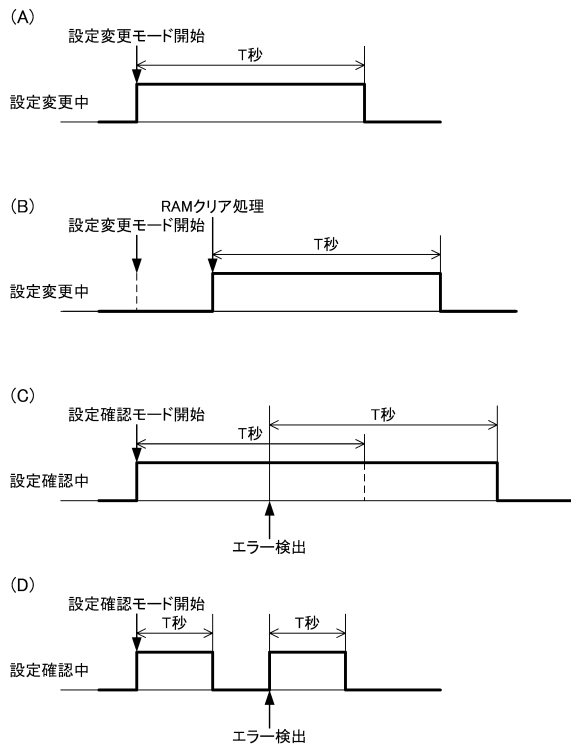 (A)
設定変更モード開始
T秒
設定変更中
(B)
RAMクリア処理
設定変更モード開始
T秒
設定変更中
(C)
設定確認モード開始
T秒
T秒
設定確認中
エラー検出
(D)
設定確認モード開始
T秒
T秒
設定確認中
エラー検出